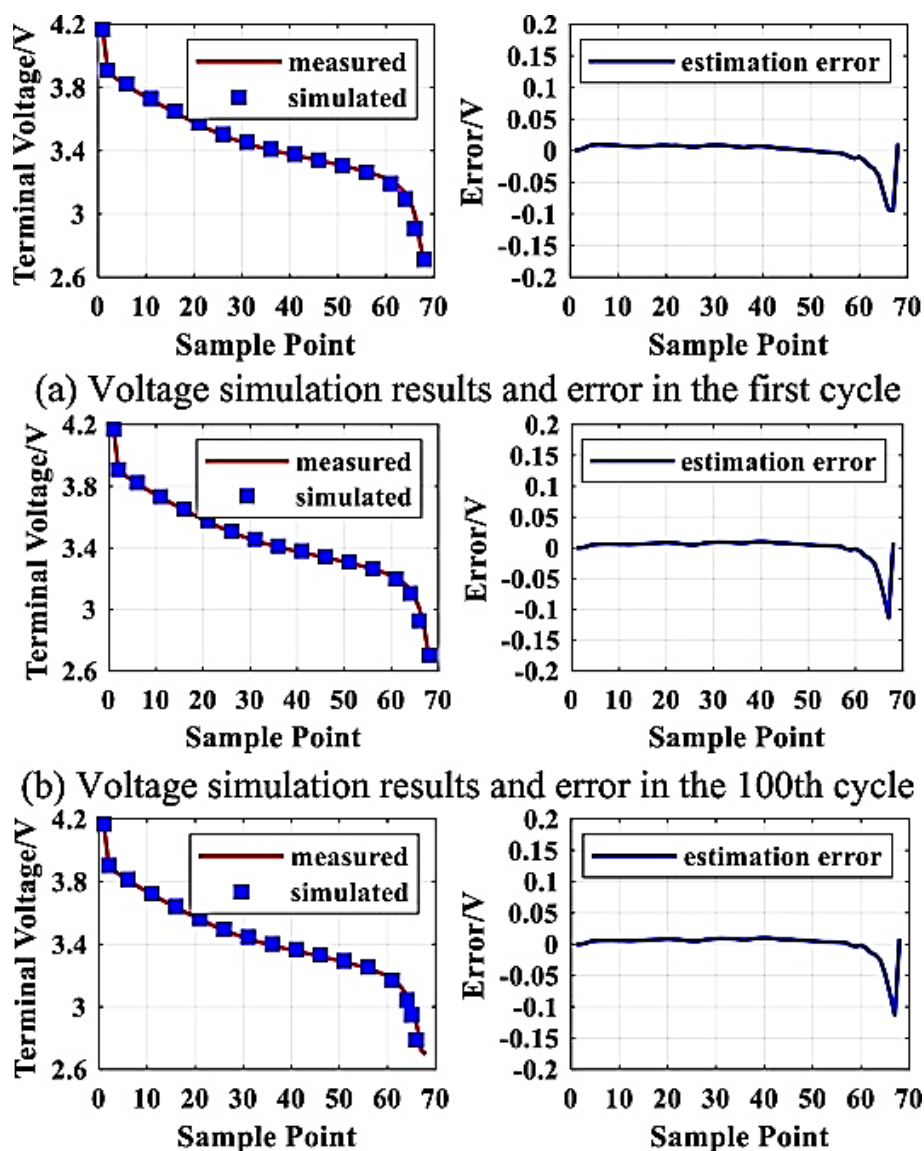 4.2
3.8
3.4
3
2.6
Terminal Voltage/V
measured
simulated
0 10 20 30 40 50 60 70
Sample Point
0.2
0.15
0.1
0.05
0
-0.05
-0.1
-0.15
-0.2
Error/V
estimation error
0 10 20 30 40 50 60 70
Sample Point
(a) Voltage simulation results and error in the first cycle
4.2
3.8
3.4
3
2.6
Terminal Voltage/V
measured
simulated
0 10 20 30 40 50 60 70
Sample Point
0.2
0.15
0.1
0.05
0
-0.05
-0.1
-0.15
-0.2
Error/V
estimation error
0 10 20 30 40 50 60 70
Sample Point
(b) Voltage simulation results and error in the 100th cycle
4.2
3.8
3.4
3
2.6
Terminal Voltage/V
measured
simulated
0 10 20 30 40 50 60 70
Sample Point
0.2
0.15
0.1
0.05
0
-0.05
-0.1
-0.15
-0.2
Error/V
estimation error
0 10 20 30 40 50 60 70
Sample Point